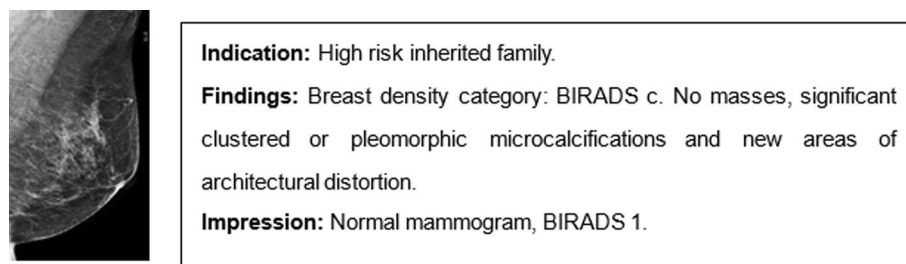 Indication: High risk inherited family.
Findings: Breast density category: BIRADS c. No masses, significant
clustered or pleomorphic microcalcifications and new areas of
architectural distortion.
Impression: Normal mammogram, BIRADS 1.